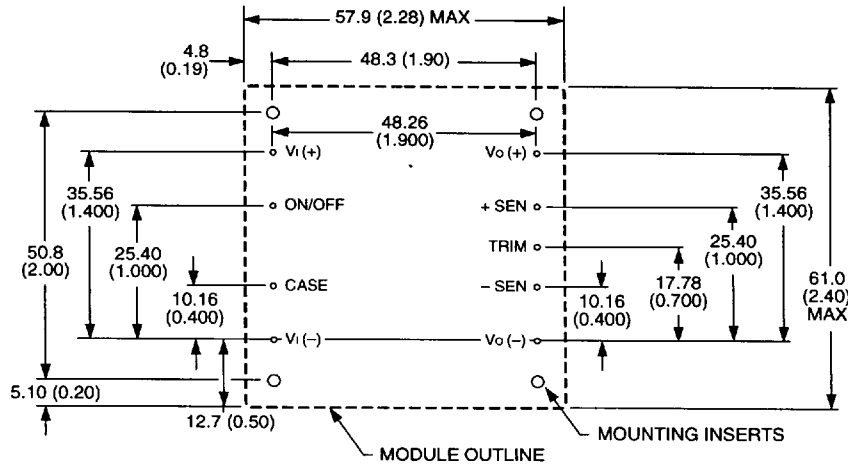 57.9 (2.28) MAX
4.8
(0.19)
48.3 (1.90)
48.26
(1.900)
VI (+)
VO (+)
35.56
(1.400)
35.56
(1.400)
ON/OFF
+ SEN
50.8
(2.00)
25.40
(1.000)
TRIM
25.40
(1.000)
61.0
(2.40)
MAX
CASE
– SEN
17.78
(0.700)
10.16
(0.400)
10.16
(0.400)
VI (–)
VO (–)
5.10 (0.20)
12.7 (0.50)
MOUNTING INSERTS
MODULE OUTLINE